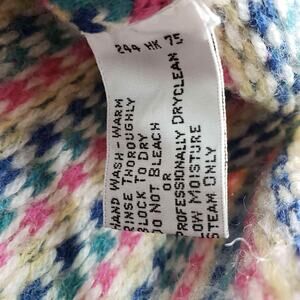 244 HK 75
HAND WASH-WARM
RINSE THOROUGHLY
BLOCK TO DRY
DO NOT BLEACH
OR
PROFESSIONALLY DRYCLEAN
LOW MOISTURE
STEAM ONLY